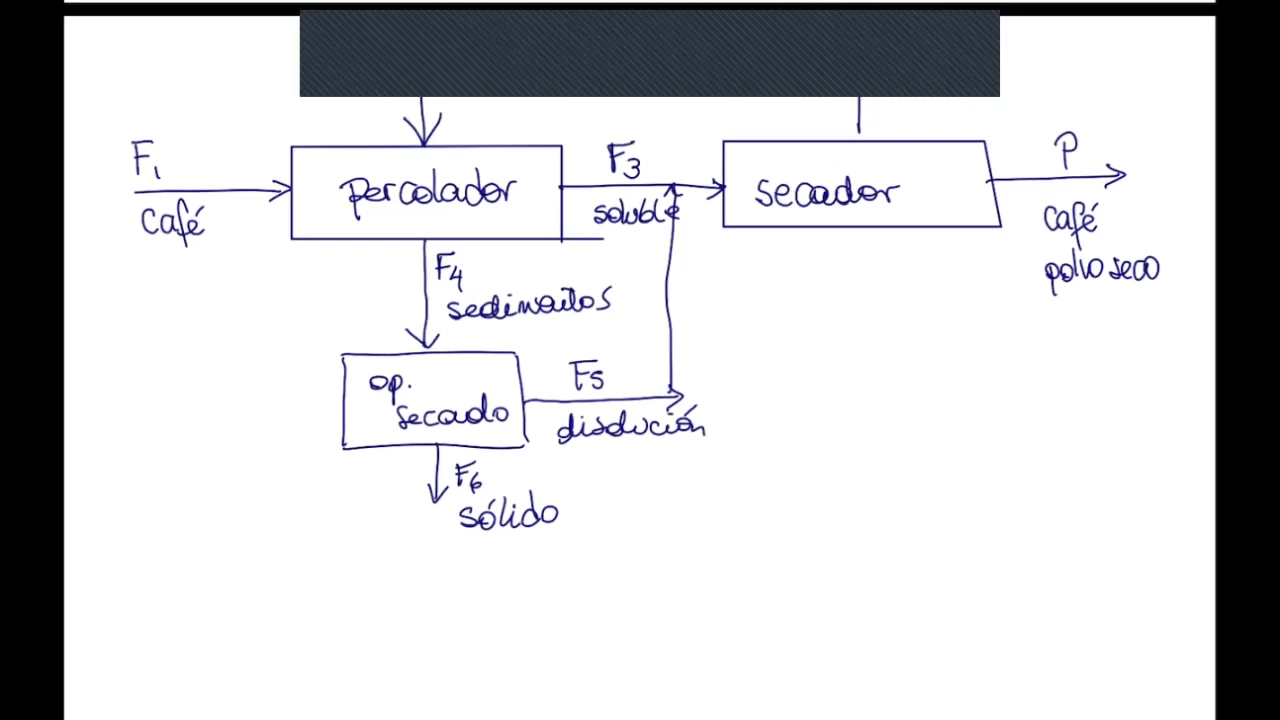 F1
café
percolador
F3
soluble
secador
P
café
polvo seco
F4
sedimentos
op.
secado
F5
disolución
F6
sólido